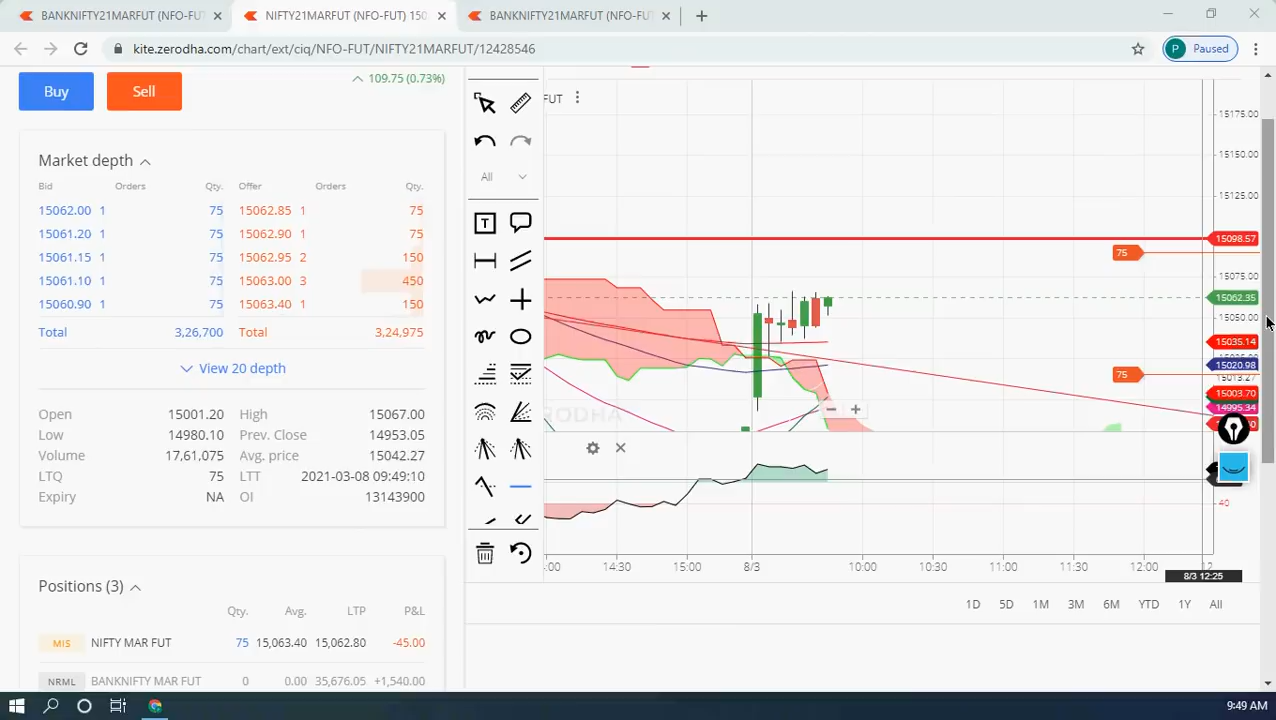 BANKNIFTY21MARFUT (NFO-FUT
NIFTY21MARFUT (NFO-FUT) 150
BANKNIFTY21MARFUT (NFO-FUT
kite.zerodha.com/chart/ext/ciq/NFO-FUT/NIFTY21MARFUT/12428546
P Paused
Buy Sell 109.75 (0.73%)
Market depth
Bid Orders Qty. Offer Orders Qty.
15062.00 1 75 15062.85 1 75
15061.20 1 75 15062.90 1 75
15061.15 1 75 15062.95 2 150
15061.10 1 75 15063.00 3 450
15060.90 1 75 15063.40 1 150
Total 3,26,700 Total 3,24,975
View 20 depth
Open 15001.20 High 15067.00
Low 14980.10 Prev. Close 14953.05
Volume 17,61,075 Avg. price 15042.27
LTQ 75 LTT 2021-03-08 09:49:10
Expiry NA OI 13143900
Positions (3)
Qty. Avg. LTP P&L
MIS NIFTY MAR FUT 75 15,063.40 15,062.80 -45.00
NRML BANKNIFTY MAR FUT 0 0.00 35,676.05 +1,540.00
All
T
FUT
15175.00
15150.00
15125.00
15098.57
75
15075.00
15062.35
15050.00
15035.14
15020.98
75
15013.27
15003.70
14995.34
40
14:30 15:00 8/3 10:00 10:30 11:00 11:30 12:00
8/3 12:25
1D 5D 1M 3M 6M YTD 1Y All
9:49 AM